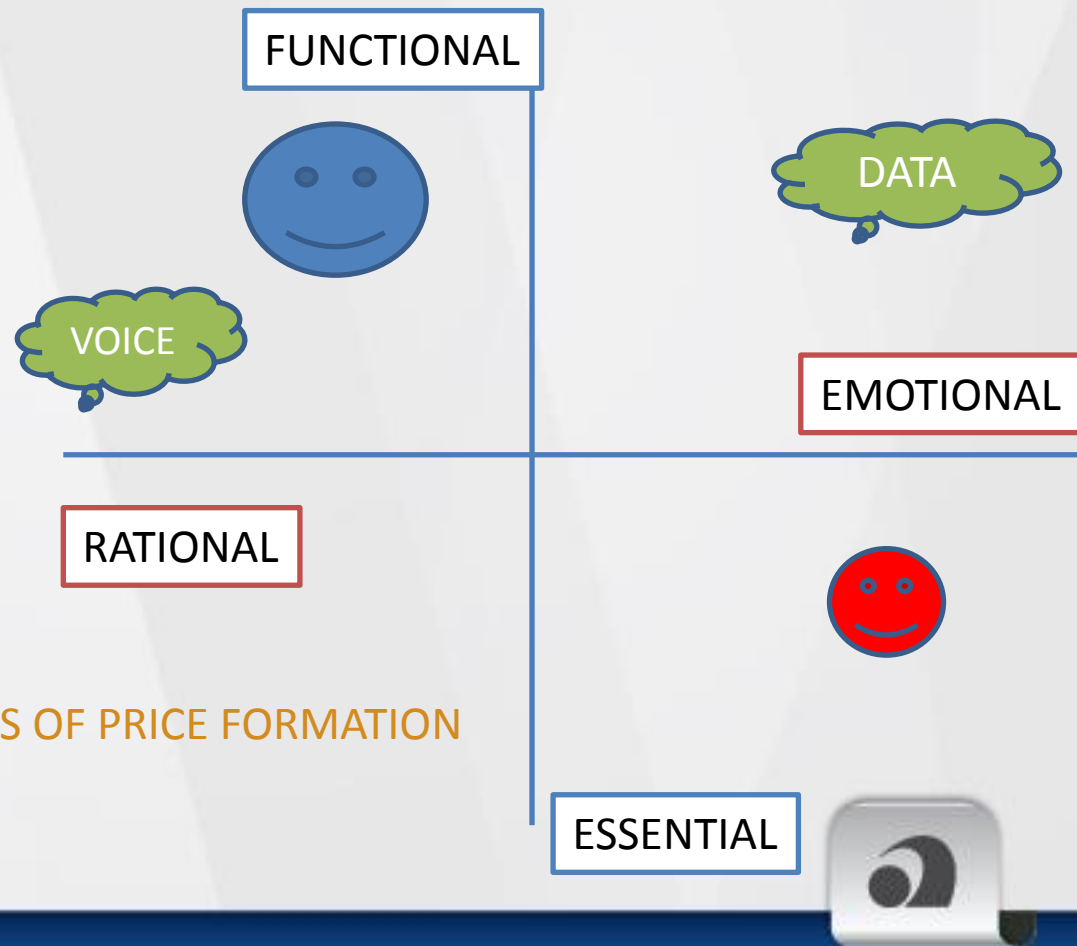 FUNCTIONAL
DATA
VOICE
EMOTIONAL
RATIONAL
S OF PRICE FORMATION
ESSENTIAL